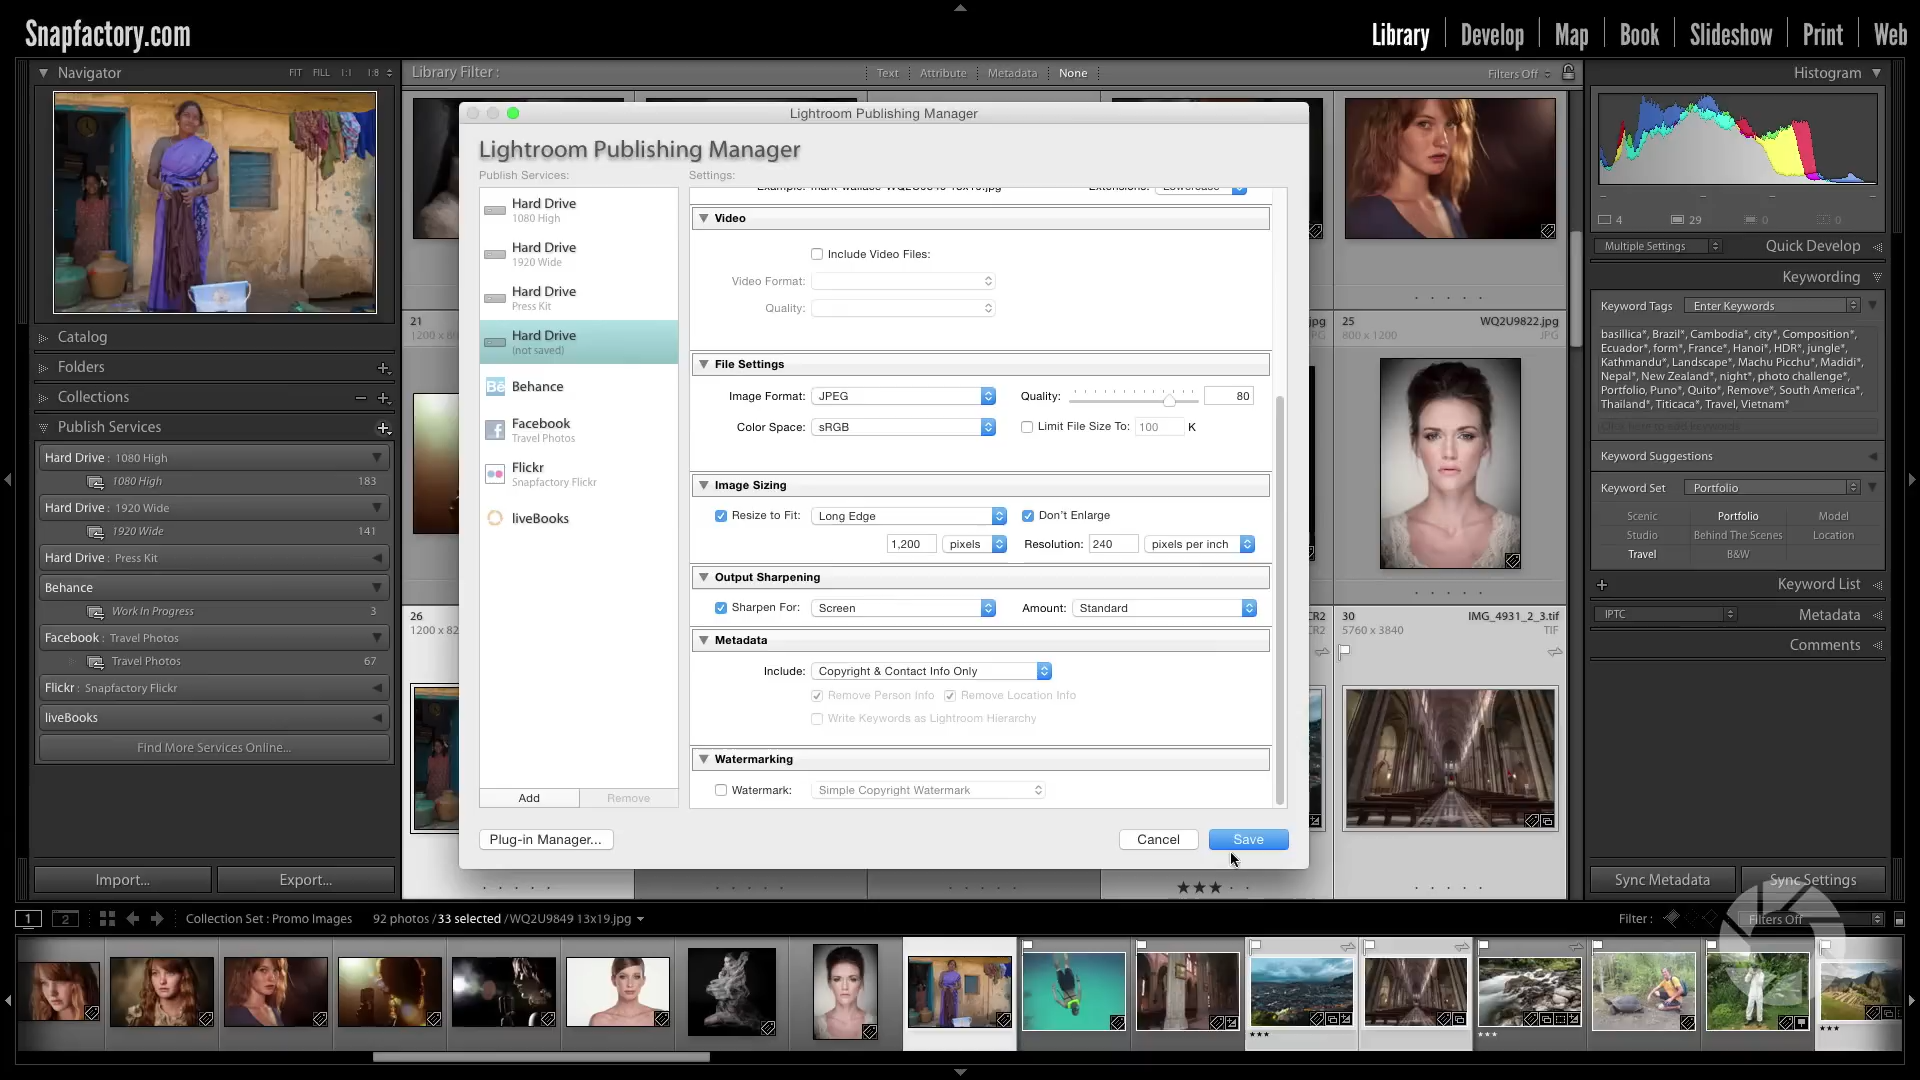 Snapfactory.com
Library Develop Map Book Slideshow Print Web
Navigator FIT FILL 1:1 1:8
Library Filter : Text Attribute Metadata None Filters Off
Histogram
Lightroom Publishing Manager
Lightroom Publishing Manager
Publish Services: Settings:
Hard Drive
1080 High
Hard Drive
1920 Wide
Hard Drive
Press Kit
Hard Drive
(not saved)
Behance
Facebook
Travel Photos
Flickr
Snapfactory Flickr
liveBooks
Add Remove
Plug-in Manager...
Video
Include Video Files:
Video Format:
Quality:
File Settings
Image Format: JPEG Quality: 80
Color Space: sRGB Limit File Size To: 100 K
Image Sizing
Resize to Fit: Long Edge Don't Enlarge
1,200 pixels Resolution: 240 pixels per inch
Output Sharpening
Sharpen For: Screen Amount: Standard
Metadata
Include: Copyright & Contact Info Only
Remove Person Info Remove Location Info
Write Keywords as Lightroom Hierarchy
Watermarking
Watermark: Simple Copyright Watermark
Cancel Save
Catalog
Folders
Collections
Publish Services
Hard Drive : 1080 High
1080 High 183
Hard Drive : 1920 Wide
1920 Wide 141
Hard Drive : Press Kit
Behance
Work In Progress 3
Facebook : Travel Photos
Travel Photos 67
Flickr : Snapfactory Flickr
liveBooks
Find More Services Online...
Import... Export...
21
26
1200 x 82
jpg
JPG
25 WQ2U9822.jpg
800 x 1200 JPG
CR2
CR2
30 IMG_4931_2_3.tif
5760 x 3840 TIF
4 29 0 0
Multiple Settings Quick Develop
Keywording
Keyword Tags Enter Keywords
basillica*, Brazil*, Cambodia*, city*, Composition*,
Ecuador*, form*, France*, Hanoi*, HDR*, jungle*,
Kathmandu*, Lakkhamam*, Machu Picchu*, Madidi*,
Nepal*, New Zealand*, night*, photo challenge*,
Portfolio, Puno*, Quito*, Remove*, South America*,
Thailand*, Titicaca*, Travel, Vietnam*
Click here to add keywords
Keyword Suggestions
Keyword Set Portfolio
Scenic Portfolio Model
Studio Behind The Scenes Location
Travel B&W
Keyword List
IPTC Metadata
Comments
Sync Metadata Sync Settings
1 2 Collection Set : Promo Images 92 photos / 33 selected / WQ2U9849 13x19.jpg Filter : Filters Off